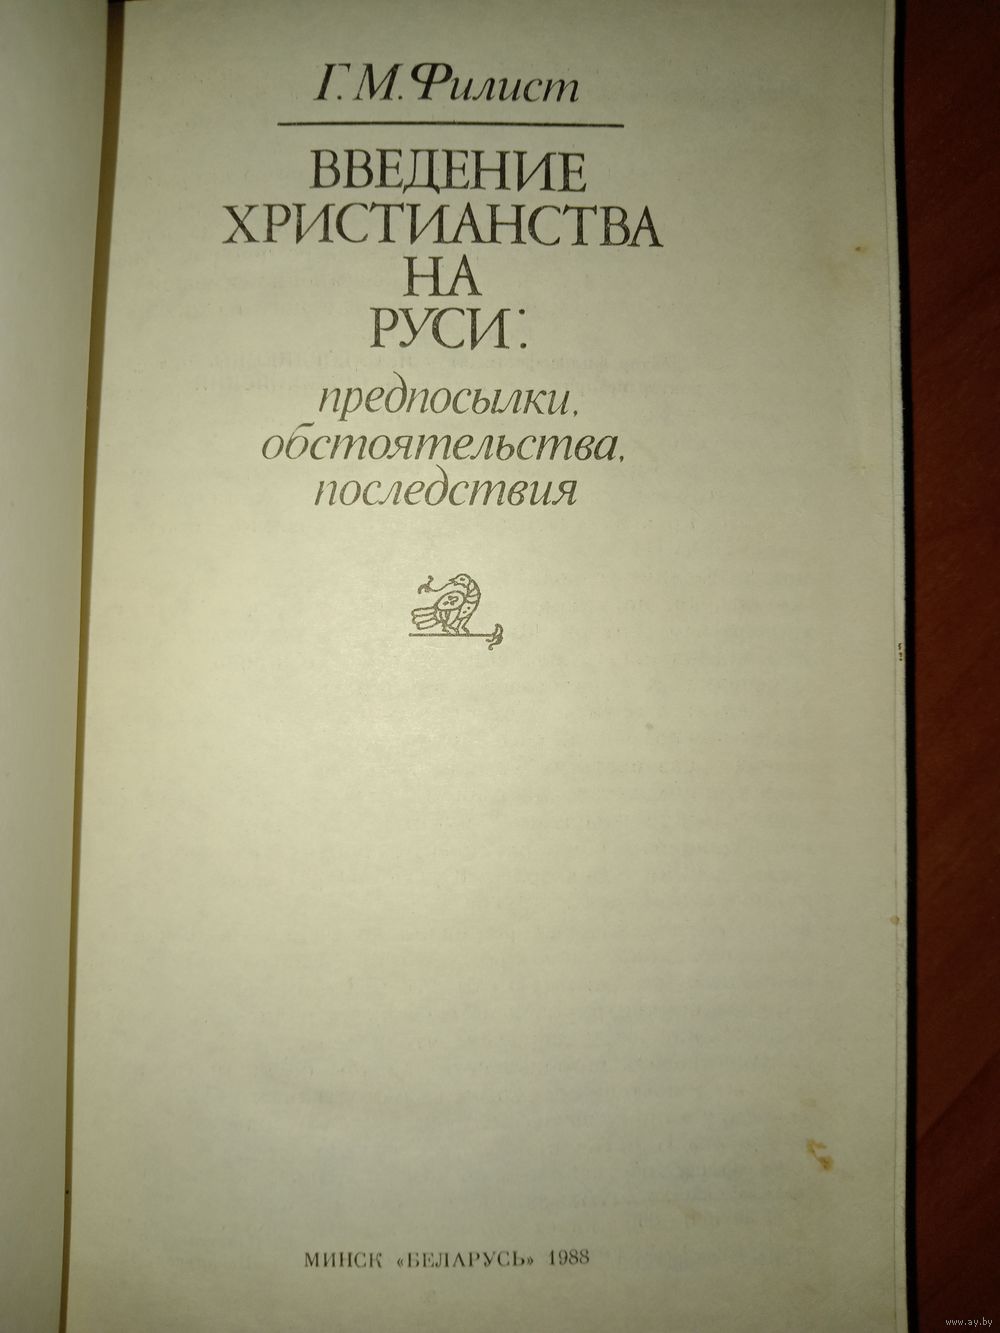 Г. М. Филист
ВВЕДЕНИЕ
ХРИСТИАНСТВА
НА
РУСИ:
предпосылки,
обстоятельства,
последствия
МИНСК «БЕЛАРУСЬ» 1988
www.ay.by